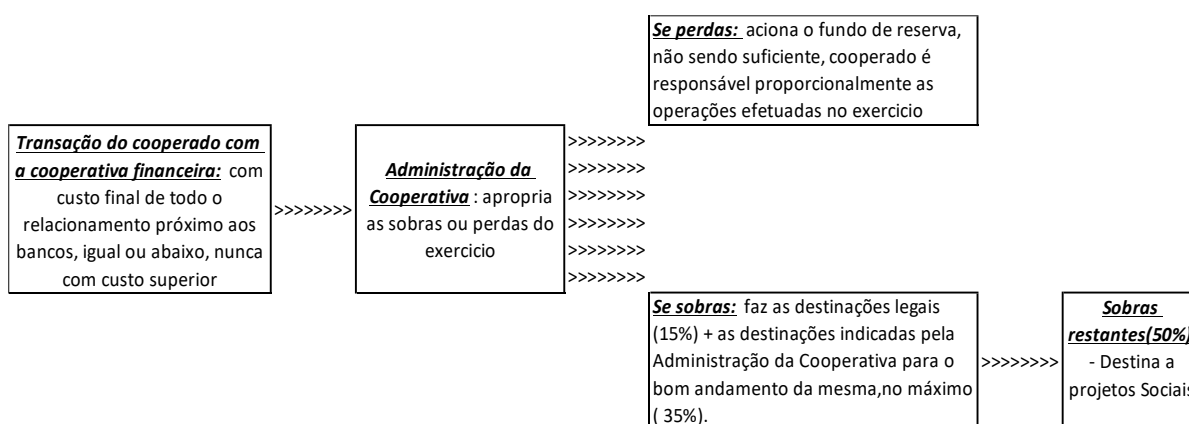 Se perdas: aciona o fundo de reserva,
não sendo suficiente, cooperado é
responsável proporcionalmente as
operações efetuadas no exercicio
Transação do cooperado com
a cooperativa financeira: com
custo final de todo o
relacionamento próximo aos
bancos, igual ou abaixo, nunca
com custo superior
>>>>>>>>
Administração da
Cooperativa : apropria
as sobras ou perdas do
exercicio
>>>>>>>>
>>>>>>>>
>>>>>>>>
>>>>>>>>
>>>>>>>>
>>>>>>>>
Se sobras: faz as destinações legais
(15%) + as destinações indicadas pela
Administração da Cooperativa para o
bom andamento da mesma,no máximo
( 35%).
>>>>>>>>
Sobras
restantes(50%)
- Destina a
projetos Sociais